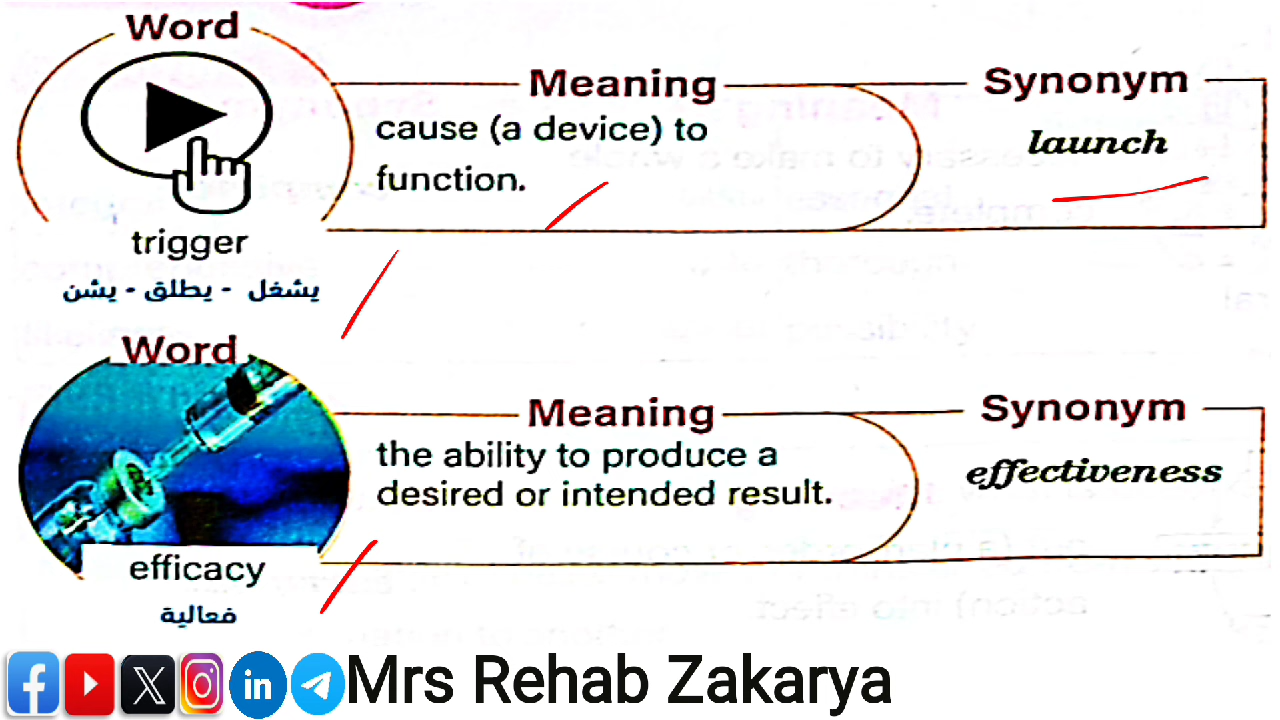 Word
Meaning
Synonym
cause (a device) to
function.
launch
trigger
يشغل - يطلق - يشن
Word
Meaning
Synonym
the ability to produce a
desired or intended result.
effectiveness
efficacy
فعالية
Mrs Rehab Zakarya